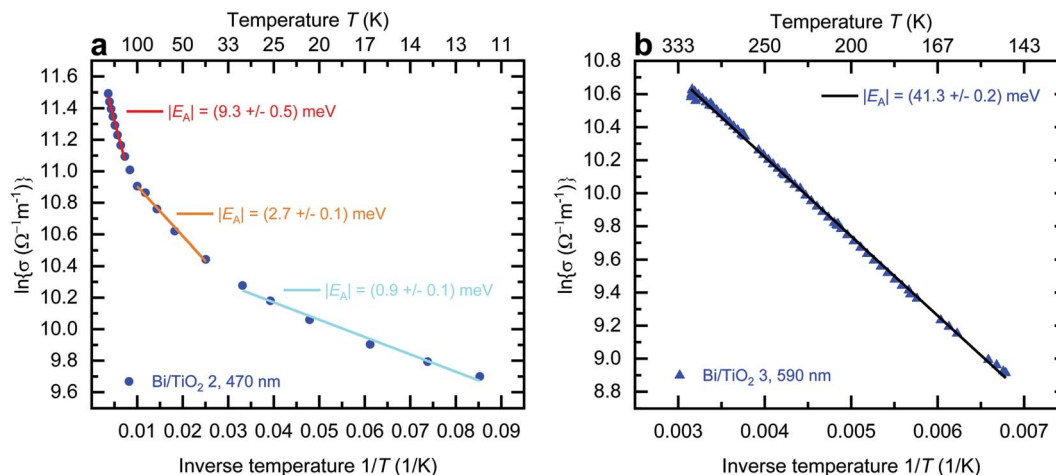 Temperature T (K)
a
100 50 33 25 20 17 14 12 11
11.6
11.4
11.2
11.0
10.8
10.6
10.4
10.2
10.0
9.8
9.6
ln{σ (Ω⁻¹m⁻¹)}
|E_A| = (9.3 +/- 0.5) meV
|E_A| = (2.7 +/- 0.1) meV
|E_A| = (0.9 +/- 0.1) meV
Bi/TiO₂ 2, 470 nm
0.01 0.02 0.03 0.04 0.05 0.06 0.07 0.08 0.09
Inverse temperature 1/T (1/K)
Temperature T (K)
b
333 250 200 167 143
10.8
10.6
10.4
10.2
10.0
9.8
9.6
9.4
9.2
9.0
8.8
ln{σ (Ω⁻¹m⁻¹)}
|E_A| = (41.3 +/- 0.2) meV
Bi/TiO₂ 3, 590 nm
0.003 0.004 0.005 0.006 0.007
Inverse temperature 1/T (1/K)